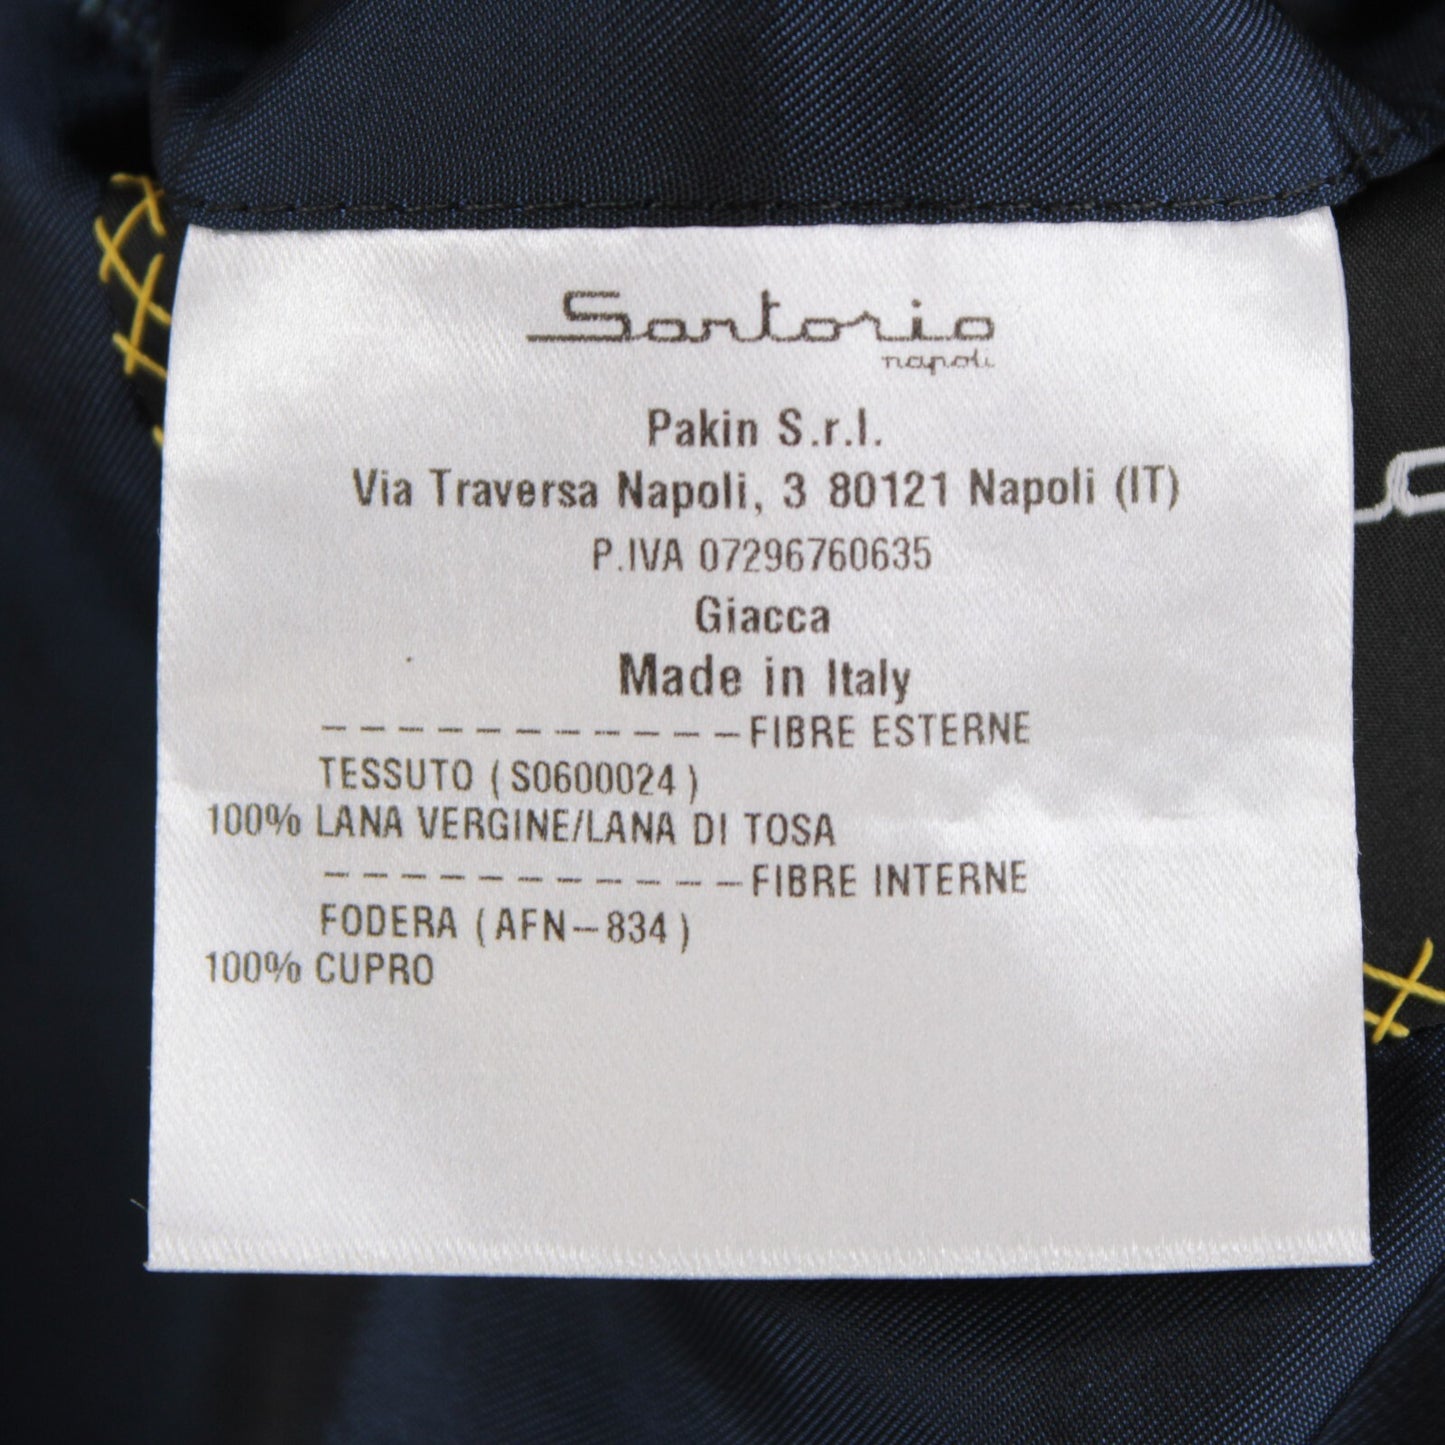 Sartorio
napoli
Pakin S.r.l.
Via Traversa Napoli, 3 80121 Napoli (IT)
P.IVA 07296760635
Giacca
Made in Italy
------------FIBRE ESTERNE
TESSUTO ( S0600024 )
100% LANA VERGINE/LANA DI TOSA
------------FIBRE INTERNE
FODERA ( AFN-834 )
100% CUPRO